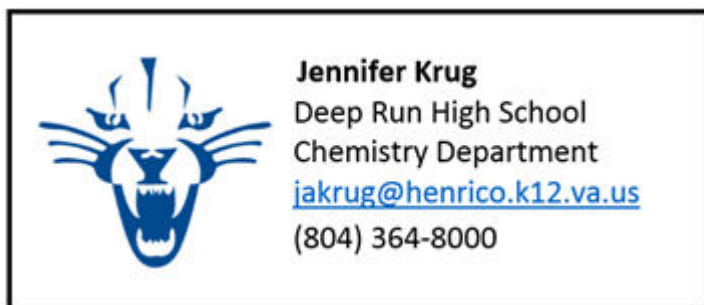 Jennifer Krug
Deep Run High School
Chemistry Department
jakrug@henrico.k12.va.us
(804) 364-8000